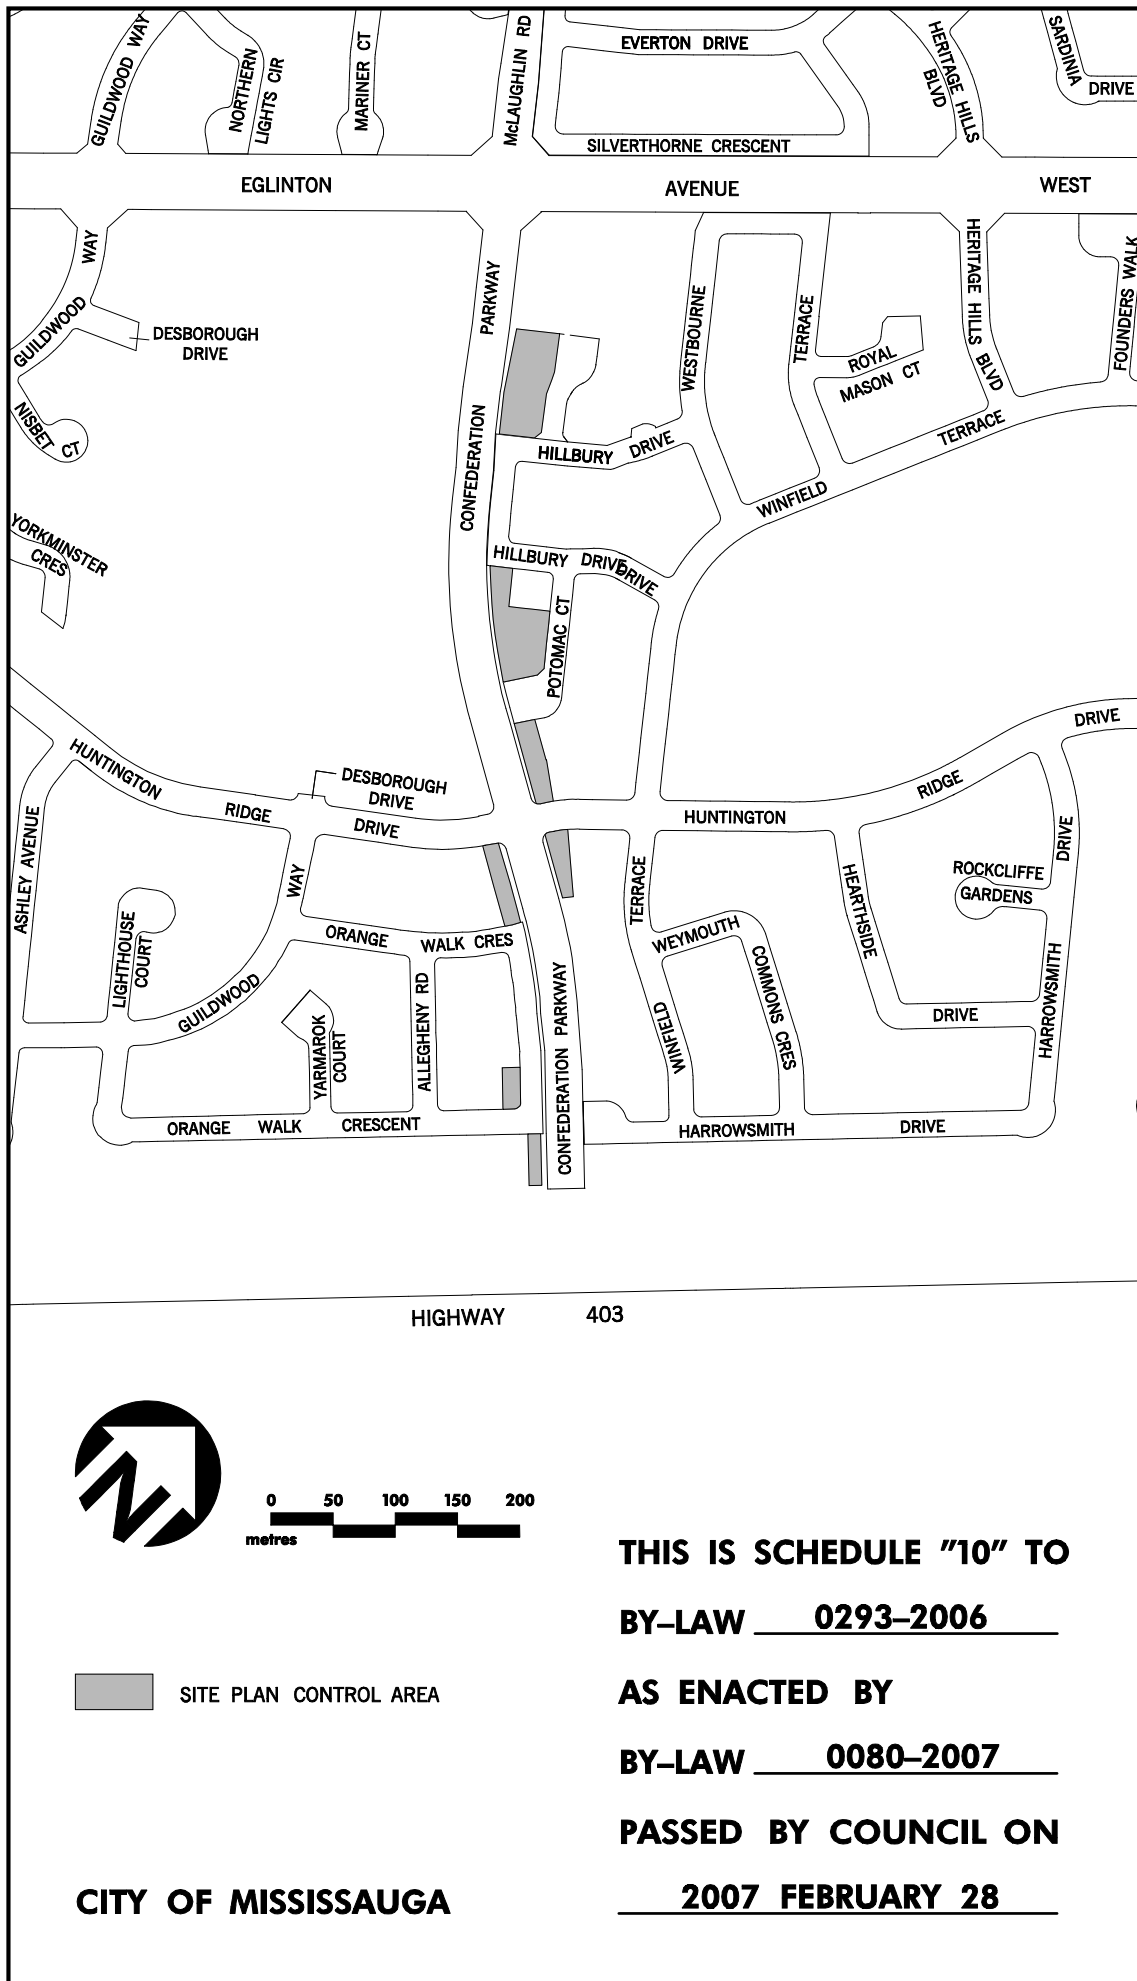 GUILDWOOD WAY
NORTHERN
LIGHTS CIR
MARINER CT
McLAUGHLIN RD
EVERTON DRIVE
SILVERTHORNE CRESCENT
HERITAGE HILLS
BLVD
SARDINIA
DRIVE
EGLINTON AVENUE WEST
GUILDWOOD WAY
DESBOROUGH
DRIVE
NISBET CT
YORKMINSTER
CRES
CONFEDERATION PARKWAY
WESTBOURNE
TERRACE
ROYAL
MASON CT
HERITAGE HILLS BLVD
FOUNDERS WALK
HILLBURY DRIVE
WINFIELD TERRACE
HILLBURY DRIVE
DRIVE
POTOMAC CT
HUNTINGTON RIDGE DRIVE
DESBOROUGH
DRIVE
HUNTINGTON RIDGE DRIVE
ASHLEY AVENUE
LIGHTHOUSE
COURT
GUILDWOOD WAY
ORANGE WALK CRES
YARMAROK
COURT
ALLEGHENY RD
ORANGE WALK CRESCENT
CONFEDERATION PARKWAY
WINFIELD TERRACE
WEYMOUTH
COMMONS CRES
HEARTHSIDE
DRIVE
ROCKCLIFFE
GARDENS
HARROWSMITH DRIVE
HARROWSMITH DRIVE
HIGHWAY 403
N
0 50 100 150 200
metres
SITE PLAN CONTROL AREA
THIS IS SCHEDULE "10" TO
BY–LAW 0293–2006
AS ENACTED BY
BY–LAW 0080–2007
PASSED BY COUNCIL ON
2007 FEBRUARY 28
CITY OF MISSISSAUGA